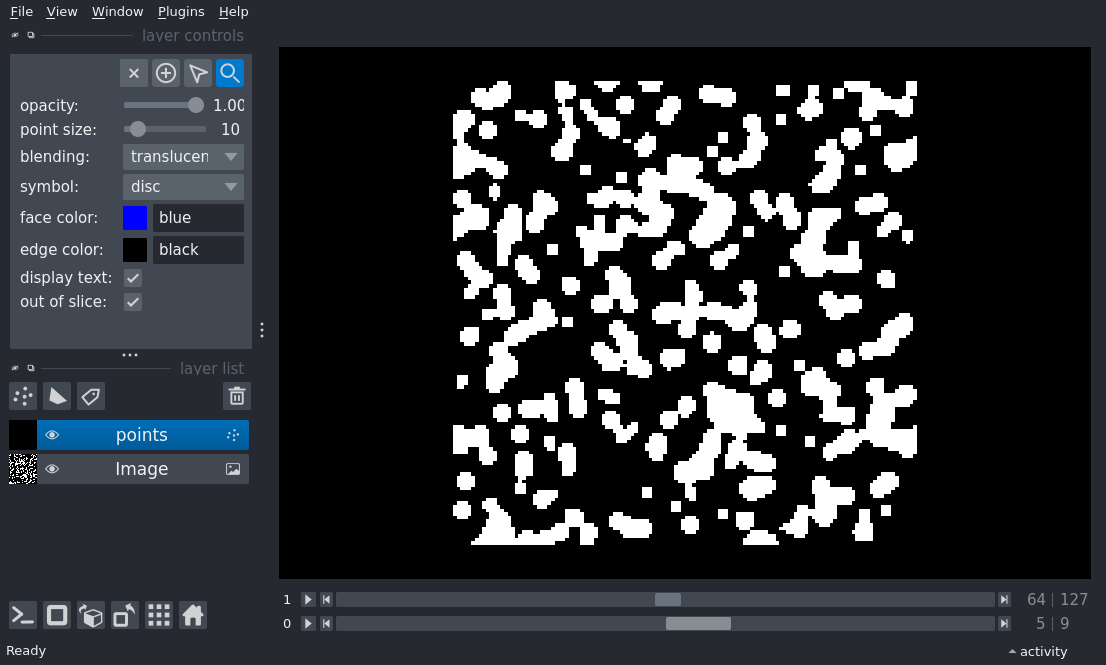 File View Window Plugins Help
layer controls
opacity: 1.00
point size: 10
blending: translucen
symbol: disc
face color: blue
edge color: black
display text:
out of slice:
layer list
points
Image
1 64 | 127
0 5 | 9
Ready activity